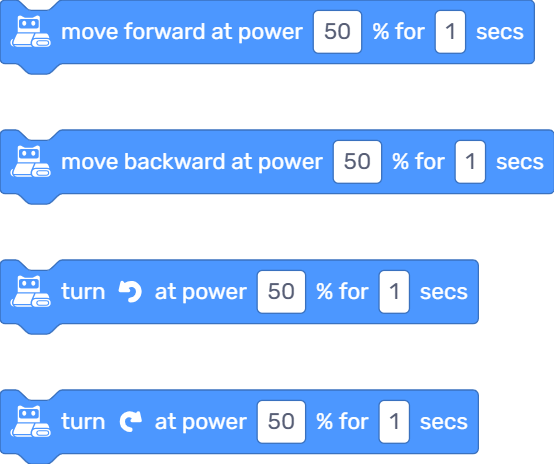 move forward at power 50 % for 1 secs
move backward at power 50 % for 1 secs
turn at power 50 % for 1 secs
turn at power 50 % for 1 secs